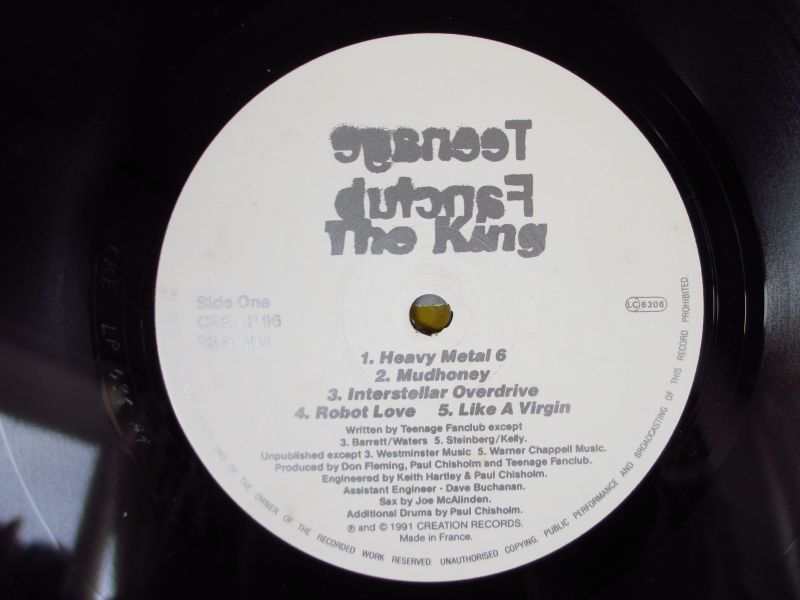 Teenage
Fanclub
The King
Side One
LC 6306
1. Heavy Metal 6
2. Mudhoney
3. Interstellar Overdrive
4. Robot Love 5. Like A Virgin
Written by Teenage Fanclub except
3. Barrett/Waters 5. Steinberg/Kelly.
Unpublished except 3. Westminster Music 5. Warner Chappell Music.
Produced by Don Fleming, Paul Chisholm and Teenage Fanclub.
Engineered by Keith Hartley & Paul Chisholm.
Assistant Engineer - Dave Buchanan.
Sax by Joe McAlinden.
Additional Drums by Paul Chisholm.
℗ and © 1991 CREATION RECORDS.
Made in France.
AND OF THE OWNER OF THE RECORDED WORK RESERVED. UNAUTHORISED COPYING. PUBLIC PERFORMANCE AND BROADCASTING OF THIS RECORD PROHIBITED.